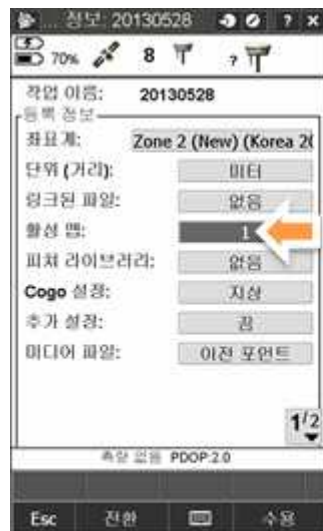 ... 정보: 20130528 ? x
70% 8 ?
작업 이름: 20130528
등록 정보
좌표계: Zone 2 (New) (Korea 20
단위 (거리): 미터
링크된 파일: 없음
활성 맵: 1
피쳐 라이브러리: 없음
Cogo 설정: 지상
추가 설정: 끔
미디어 파일: 이전 포인트
1/2
측량 없음 PDOP:2.0
Esc 전환 수용